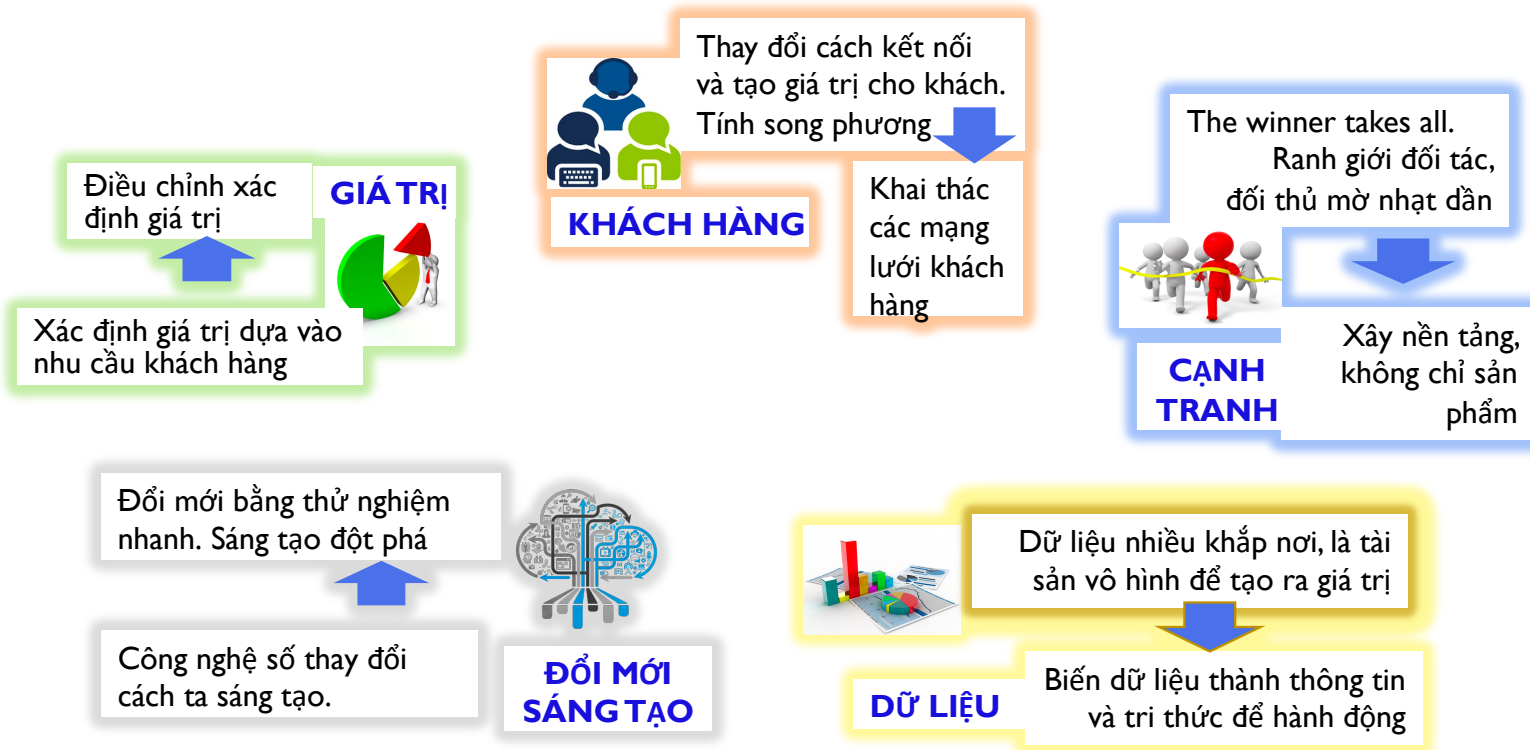 Điều chỉnh xác
định giá trị
GIÁ TRỊ
Xác định giá trị dựa vào
nhu cầu khách hàng
Thay đổi cách kết nối
và tạo giá trị cho khách.
Tính song phương
KHÁCH HÀNG
Khai thác
các mạng
lưới khách
hàng
The winner takes all.
Ranh giới đối tác,
đối thủ mờ nhạt dần
CẠNH
TRANH
Xây nền tảng,
không chỉ sản
phẩm
Đổi mới bằng thử nghiệm
nhanh. Sáng tạo đột phá
Công nghệ số thay đổi
cách ta sáng tạo.
ĐỔI MỚI
SÁNG TẠO
Dữ liệu nhiều khắp nơi, là tài
sản vô hình để tạo ra giá trị
DỮ LIỆU
Biến dữ liệu thành thông tin
và tri thức để hành động